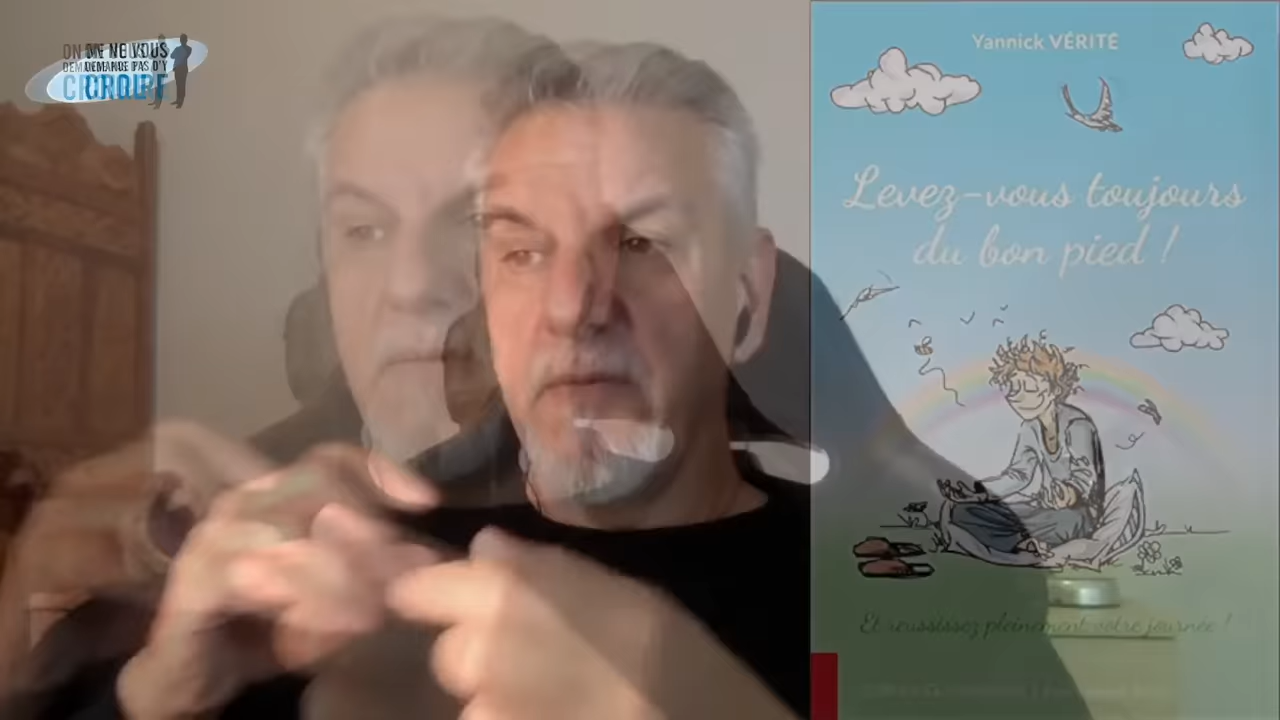 ON NE VOUS
DEMANDE PAS D'Y
CROIRE
Yannick VÉRITÉ
Levez-vous toujours
du bon pied !
Et réussissez pleinement votre journée !